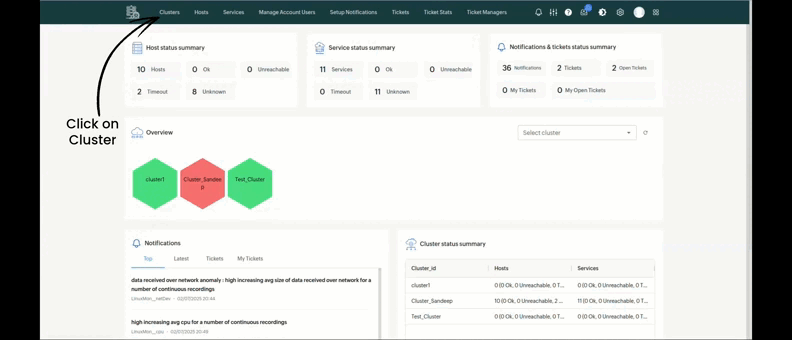 Clusters Hosts Services Manage Account Users Setup Notifications Tickets Ticket Stats Ticket Managers
Click on
Cluster
Host status summary
10 Hosts 0 Ok 0 Unreachable
2 Timeout 8 Unknown
Service status summary
11 Services 0 Ok 0 Unreachable
0 Timeout 11 Unknown
Notifications & tickets status summary
36 Notifications 2 Tickets 2 Open Tickets
0 My Tickets 0 My Open Tickets
Overview
Select cluster
cluster1
Cluster_Sandee
p
Test_Cluster
Notifications
Top Latest Tickets My Tickets
data received over network anomaly : high increasing avg size of data received over network for a
number of continuous recordings
LinuxMon__netDev - 02/07/2025 20:44
high increasing avg cpu for a number of continuous recordings
LinuxMon__cpu - 02/07/2025 20:45
Cluster status summary
Cluster_id Hosts Services
cluster1 0 (0 Ok, 0 Unreachable, 0 T... 0 (0 Ok, 0 Unreachable, 0 T...
Cluster_Sandeep 10 (0 Ok, 0 Unreachable, 2 ... 11 (0 Ok, 0 Unreachable, 0 T...
Test_Cluster 0 (0 Ok, 0 Unreachable, 0 T... 0 (0 Ok, 0 Unreachable, 0 T...